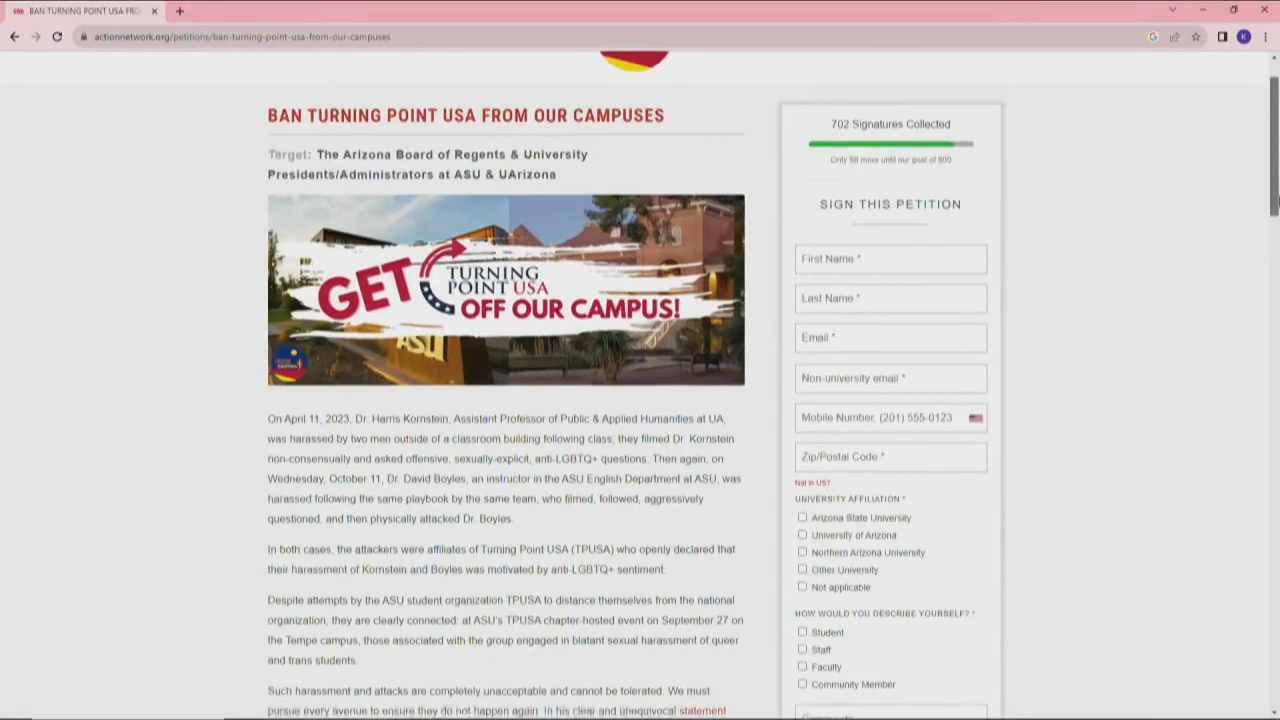 BAN TURNING POINT USA FRO
actionnetwork.org/petitions/ban-turning-point-usa-from-our-campuses
K
BAN TURNING POINT USA FROM OUR CAMPUSES
Target: The Arizona Board of Regents & University
Presidents/Administrators at ASU & UArizona
GET
TURNING
POINT USA
OFF OUR CAMPUS!
ASU
On April 11, 2023, Dr. Harris Kornstein, Assistant Professor of Public & Applied Humanities at UA,
was harassed by two men outside of a classroom building following class; they filmed Dr. Kornstein
non-consensually and asked offensive, sexually-explicit, anti-LGBTQ+ questions. Then again, on
Wednesday, October 11, Dr. David Boyles, an instructor in the ASU English Department at ASU, was
harassed following the same playbook by the same team, who filmed, followed, aggressively
questioned, and then physically attacked Dr. Boyles.
In both cases, the attackers were affiliates of Turning Point USA (TPUSA) who openly declared that
their harassment of Kornstein and Boyles was motivated by anti-LGBTQ+ sentiment.
Despite attempts by the ASU student organization TPUSA to distance themselves from the national
organization, they are clearly connected: at ASU's TPUSA chapter-hosted event on September 27 on
the Tempe campus, those associated with the group engaged in blatant sexual harassment of queer
and trans students.
Such harassment and attacks are completely unacceptable and cannot be tolerated. We must
pursue every avenue to ensure they do not happen again. In his clear and unequivocal statement
702 Signatures Collected
Only 98 more until our goal of 800
SIGN THIS PETITION
First Name *
Last Name *
Email *
Non-university email *
Mobile Number, (201) 555-0123
Zip/Postal Code *
Not in US?
UNIVERSITY AFFILIATION *
Arizona State University
University of Arizona
Northern Arizona University
Other University
Not applicable
HOW WOULD YOU DESCRIBE YOURSELF? *
Student
Staff
Faculty
Community Member